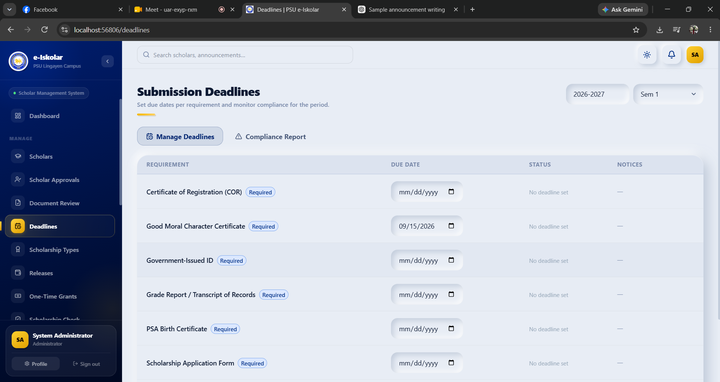 Facebook
Meet - uar-exyp-rxm
Deadlines | PSU e-Iskolar
Sample announcement writing
Ask Gemini
localhost:56806/deadlines
e-Iskolar
PSU Lingayen Campus
Scholar Management System
Dashboard
MANAGE
Scholars
Scholar Approvals
Document Review
Deadlines
Scholarship Types
Releases
One-Time Grants
Scholarship Check
SA
System Administrator
Administrator
Profile
Sign out
Search scholars, announcements...
SA
Submission Deadlines
Set due dates per requirement and monitor compliance for the period.
2026-2027
Sem 1
Manage Deadlines
Compliance Report
REQUIREMENT DUE DATE STATUS NOTICES
Certificate of Registration (COR) Required mm/dd/yyyy No deadline set —
Good Moral Character Certificate Required 09/15/2026 No deadline set —
Government-Issued ID Required mm/dd/yyyy No deadline set —
Grade Report / Transcript of Records Required mm/dd/yyyy No deadline set —
PSA Birth Certificate Required mm/dd/yyyy No deadline set —
Scholarship Application Form Required mm/dd/yyyy No deadline set —